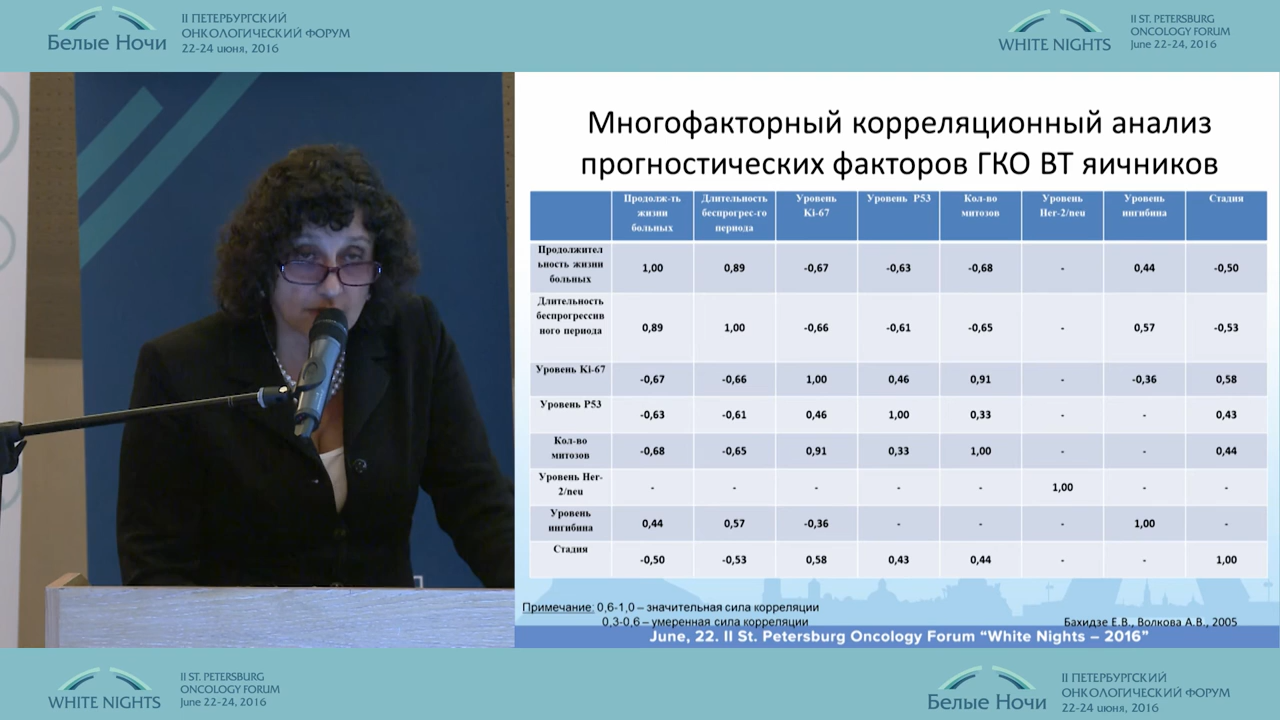 II ПЕТЕРБУРГСКИЙ
ОНКОЛОГИЧЕСКИЙ ФОРУМ
22-24 июня, 2016
Белые Ночи
WHITE NIGHTS
II ST. PETERSBURG
ONCOLOGY FORUM
June 22-24, 2016
Многофакторный корреляционный анализ
прогностических факторов ГКО ВТ яичников
Продолж-ть жизни больных | Длительность беспрогрес-го периода | Уровень Ki-67 | Уровень P53 | Кол-во митозов | Уровень Her-2/neu | Уровень ингибина | Стадия
Продолжител ьность жизни больных | 1,00 | 0,89 | -0,67 | -0,63 | -0,68 | - | 0,44 | -0,50
Длительность беспрогрессив ного периода | 0,89 | 1,00 | -0,66 | -0,61 | -0,65 | - | 0,57 | -0,53
Уровень Ki-67 | -0,67 | -0,66 | 1,00 | 0,46 | 0,91 | - | -0,36 | 0,58
Уровень P53 | -0,63 | -0,61 | 0,46 | 1,00 | 0,33 | - | - | 0,43
Кол-во митозов | -0,68 | -0,65 | 0,91 | 0,33 | 1,00 | - | - | 0,44
Уровень Her-2/neu | - | - | - | - | - | 1,00 | - | -
Уровень ингибина | 0,44 | 0,57 | -0,36 | - | - | - | 1,00 | -
Стадия | -0,50 | -0,53 | 0,58 | 0,43 | 0,44 | - | - | 1,00
Примечание: 0,6-1,0 – значительная сила корреляции
0,3-0,6 – умеренная сила корреляции
Бахидзе Е.В., Волкова А.В., 2005
June, 22. II St. Petersburg Oncology Forum “White Nights – 2016”
WHITE NIGHTS
II ST. PETERSBURG
ONCOLOGY FORUM
June 22-24, 2016
Белые Ночи
II ПЕТЕРБУРГСКИЙ
ОНКОЛОГИЧЕСКИЙ ФОРУМ
22-24 июня, 2016